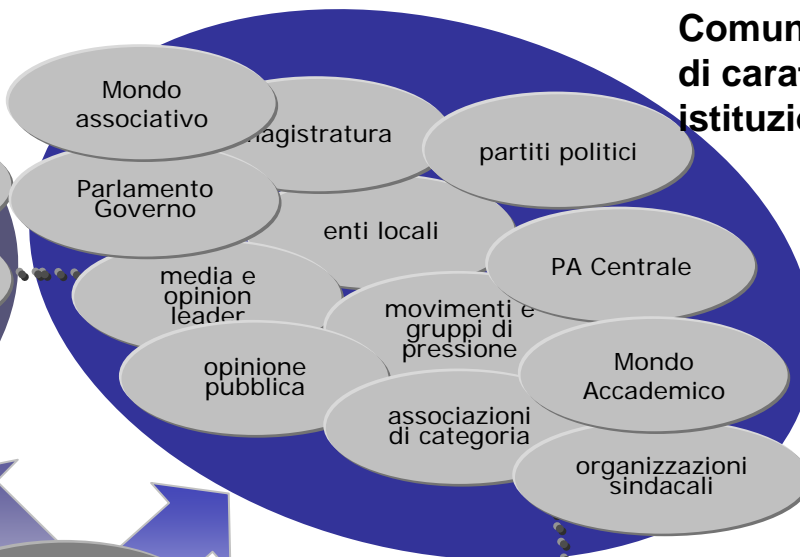 Mondo
associativo
agistratura
partiti politici
Parlamento
Governo
enti locali
PA Centrale
media e
opinion
leader
movimenti e
gruppi di
pressione
opinione
pubblica
Mondo
Accademico
associazioni
di categoria
organizzazioni
sindacali
Comun
di cara
istituzi